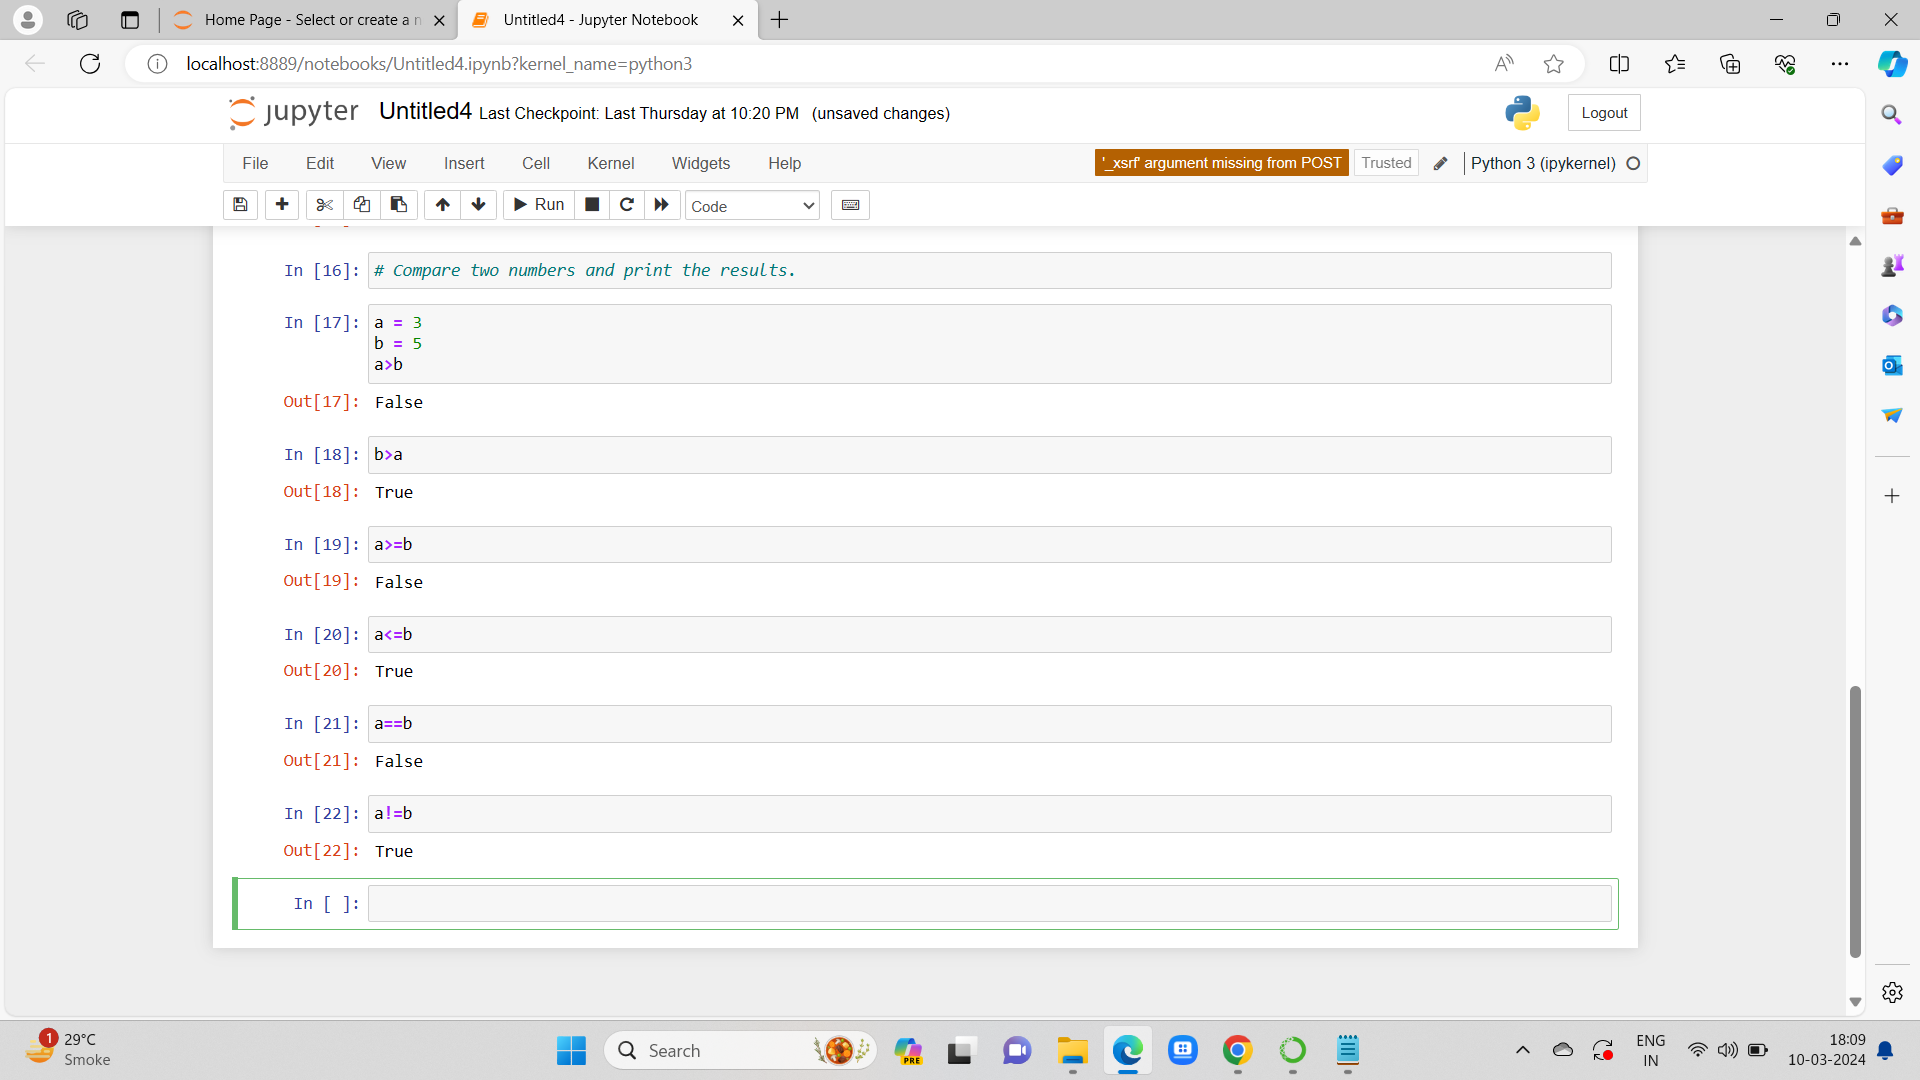 Home Page - Select or create a n
Untitled4 - Jupyter Notebook
localhost:8889/notebooks/Untitled4.ipynb?kernel_name=python3
jupyter Untitled4 Last Checkpoint: Last Thursday at 10:20 PM (unsaved changes)
Logout
File Edit View Insert Cell Kernel Widgets Help
'_xsrf' argument missing from POST Trusted Python 3 (ipykernel)
Run Code
In [16]: # Compare two numbers and print the results.
In [17]: a = 3
b = 5
a>b
Out[17]: False
In [18]: b>a
Out[18]: True
In [19]: a>=b
Out[19]: False
In [20]: a<=b
Out[20]: True
In [21]: a==b
Out[21]: False
In [22]: a!=b
Out[22]: True
In [ ]:
1
29°C
Smoke
Search
PRE
ENG
IN
18:09
10-03-2024